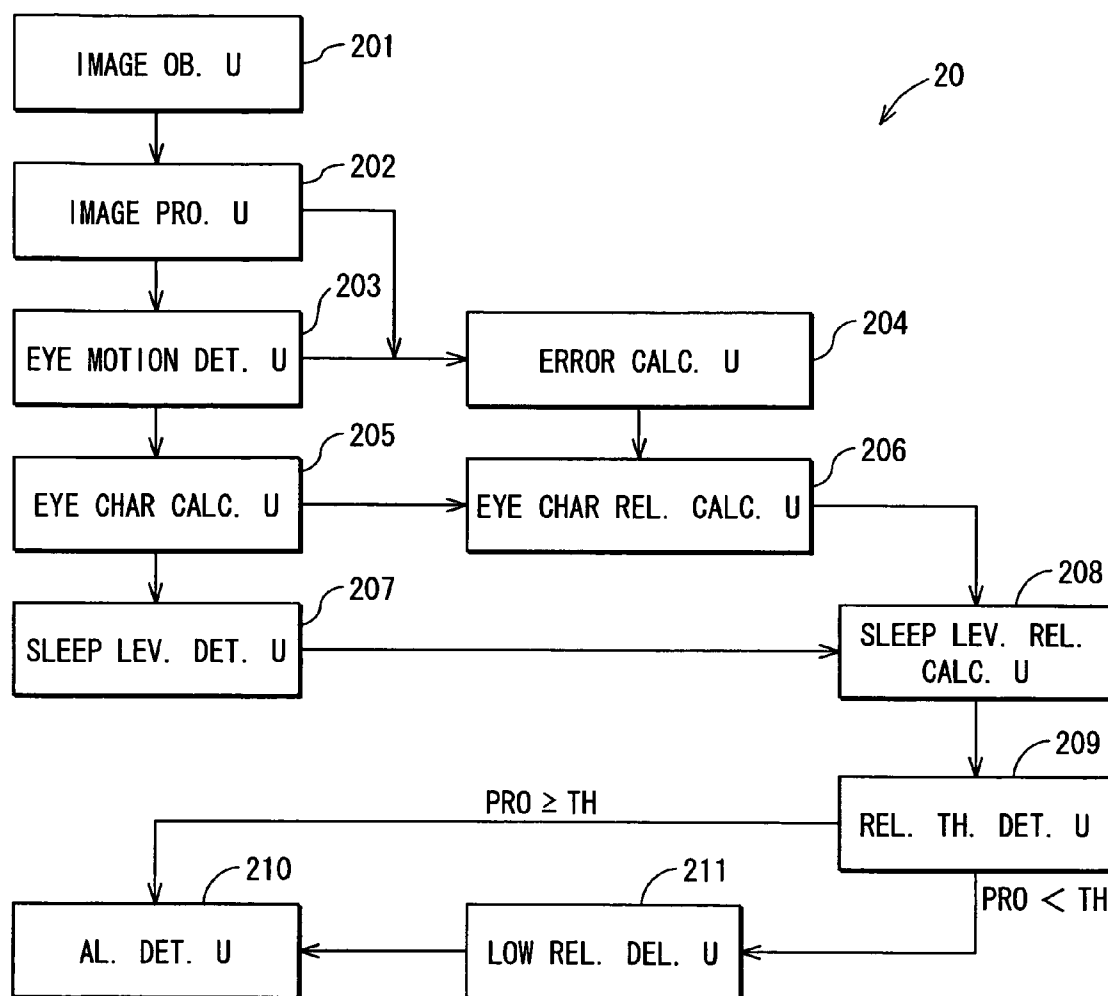 201
IMAGE OB. U
20
202
IMAGE PRO. U
203
EYE MOTION DET. U
204
ERROR CALC. U
205
EYE CHAR CALC. U
206
EYE CHAR REL. CALC. U
207
SLEEP LEV. DET. U
208
SLEEP LEV. REL.
CALC. U
209
REL. TH. DET. U
PRO ≥ TH
PRO < TH
210
AL. DET. U
211
LOW REL. DEL. U